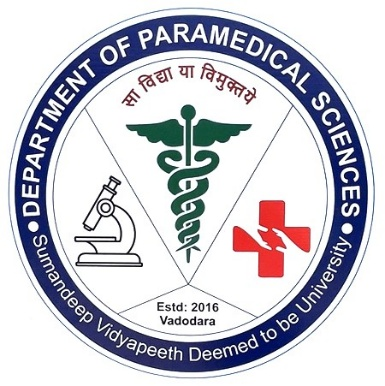 DEPARTMENT OF PARAMEDICAL SCIENCES
सा विद्या या विमुक्तये
Estd: 2016
Vadodara
Sumandeep Vidyapeeth Deemed to be University